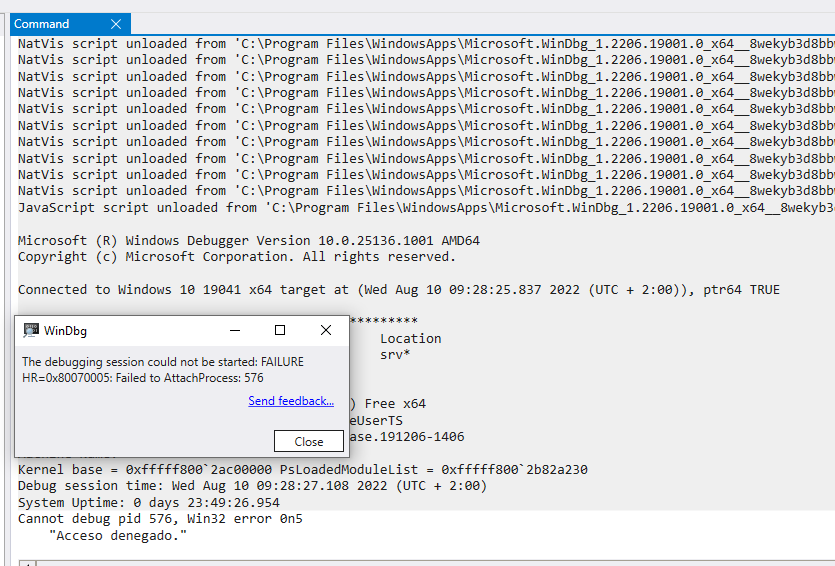 Command
NatVis script unloaded from 'C:\Program Files\WindowsApps\Microsoft.WinDbg_1.2206.19001.0_x64__8wekyb3d8bbw
NatVis script unloaded from 'C:\Program Files\WindowsApps\Microsoft.WinDbg_1.2206.19001.0_x64__8wekyb3d8bbw
NatVis script unloaded from 'C:\Program Files\WindowsApps\Microsoft.WinDbg_1.2206.19001.0_x64__8wekyb3d8bbw
NatVis script unloaded from 'C:\Program Files\WindowsApps\Microsoft.WinDbg_1.2206.19001.0_x64__8wekyb3d8bbw
NatVis script unloaded from 'C:\Program Files\WindowsApps\Microsoft.WinDbg_1.2206.19001.0_x64__8wekyb3d8bbw
NatVis script unloaded from 'C:\Program Files\WindowsApps\Microsoft.WinDbg_1.2206.19001.0_x64__8wekyb3d8bbw
NatVis script unloaded from 'C:\Program Files\WindowsApps\Microsoft.WinDbg_1.2206.19001.0_x64__8wekyb3d8bbw
NatVis script unloaded from 'C:\Program Files\WindowsApps\Microsoft.WinDbg_1.2206.19001.0_x64__8wekyb3d8bbw
NatVis script unloaded from 'C:\Program Files\WindowsApps\Microsoft.WinDbg_1.2206.19001.0_x64__8wekyb3d8bbw
NatVis script unloaded from 'C:\Program Files\WindowsApps\Microsoft.WinDbg_1.2206.19001.0_x64__8wekyb3d8bbw
JavaScript script unloaded from 'C:\Program Files\WindowsApps\Microsoft.WinDbg_1.2206.19001.0_x64__8wekyb3d
Microsoft (R) Windows Debugger Version 10.0.25136.1001 AMD64
Copyright (c) Microsoft Corporation. All rights reserved.
Connected to Windows 10 19041 x64 target at (Wed Aug 10 09:28:25.837 2022 (UTC + 2:00)), ptr64 TRUE
*********
Location
srv*
) Free x64
eUserTS
ase.191206-1406
WinDbg
The debugging session could not be started: FAILURE
HR=0x80070005: Failed to AttachProcess: 576
Send feedback...
Close
Kernel base = 0xfffff800`2ac00000 PsLoadedModuleList = 0xfffff800`2b82a230
Debug session time: Wed Aug 10 09:28:27.108 2022 (UTC + 2:00)
System Uptime: 0 days 23:49:26.954
Cannot debug pid 576, Win32 error 0n5
"Acceso denegado."